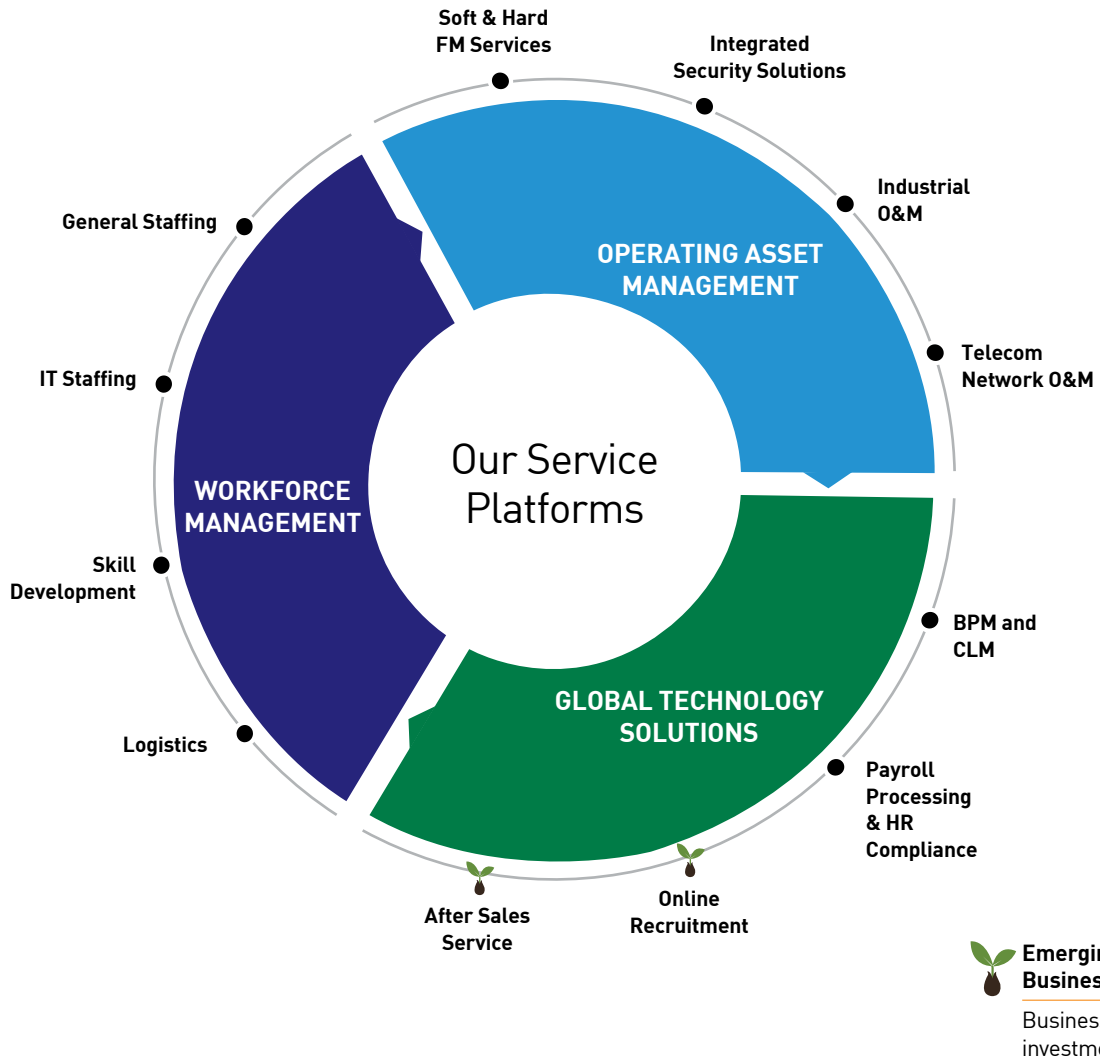 Soft & Hard
FM Services
Integrated
Security Solutions
Industrial
O&M
Telecom
Network O&M
OPERATING ASSET
MANAGEMENT
General Staffing
IT Staffing
Skill
Development
Logistics
WORKFORCE
MANAGEMENT
Our Service
Platforms
GLOBAL TECHNOLOGY
SOLUTIONS
BPM and
CLM
Payroll
Processing
& HR
Compliance
Online
Recruitment
After Sales
Service